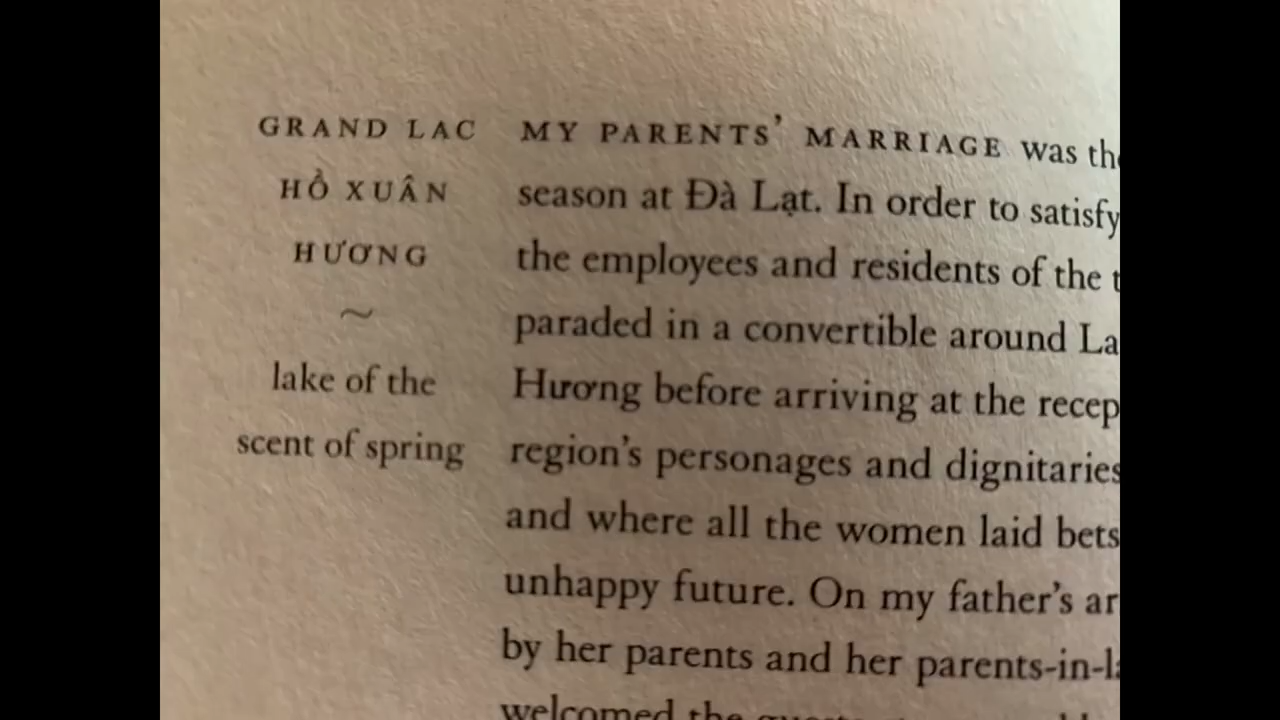 GRAND LAC
HỒ XUÂN
HƯƠNG
~
lake of the
scent of spring
MY PARENTS’ MARRIAGE was the
season at Đà Lạt. In order to satisfy
the employees and residents of the
paraded in a convertible around La
Hương before arriving at the recep
region’s personages and dignitaries
and where all the women laid bets
unhappy future. On my father’s ar
by her parents and her parents-in-la
welcomed the